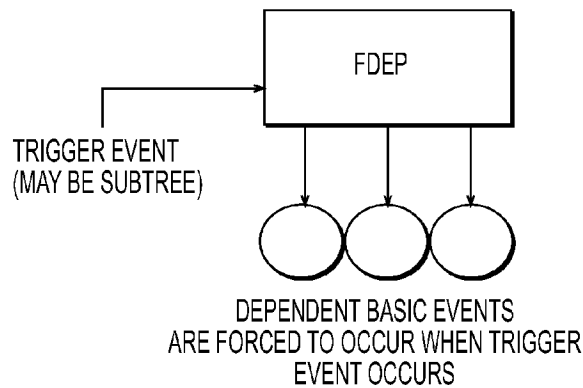 FDEP
TRIGGER EVENT
(MAY BE SUBTREE)
DEPENDENT BASIC EVENTS
ARE FORCED TO OCCUR WHEN TRIGGER
EVENT OCCURS